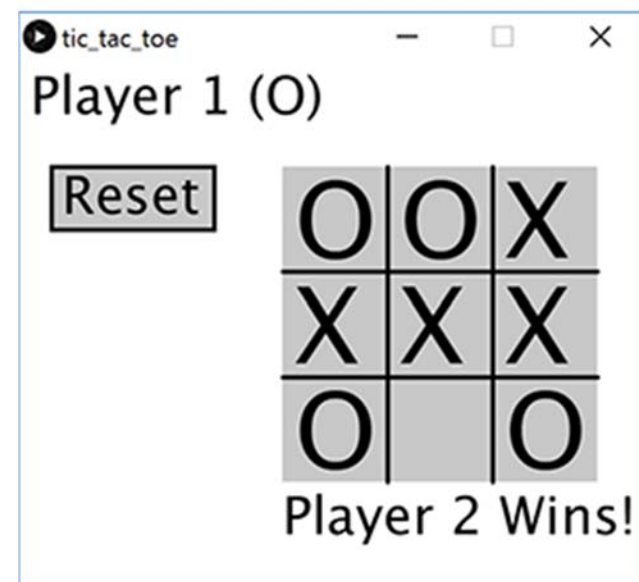 tic_tac_toe
Player 1 (O)
Reset
O O X
X X X
O O
Player 2 Wins!